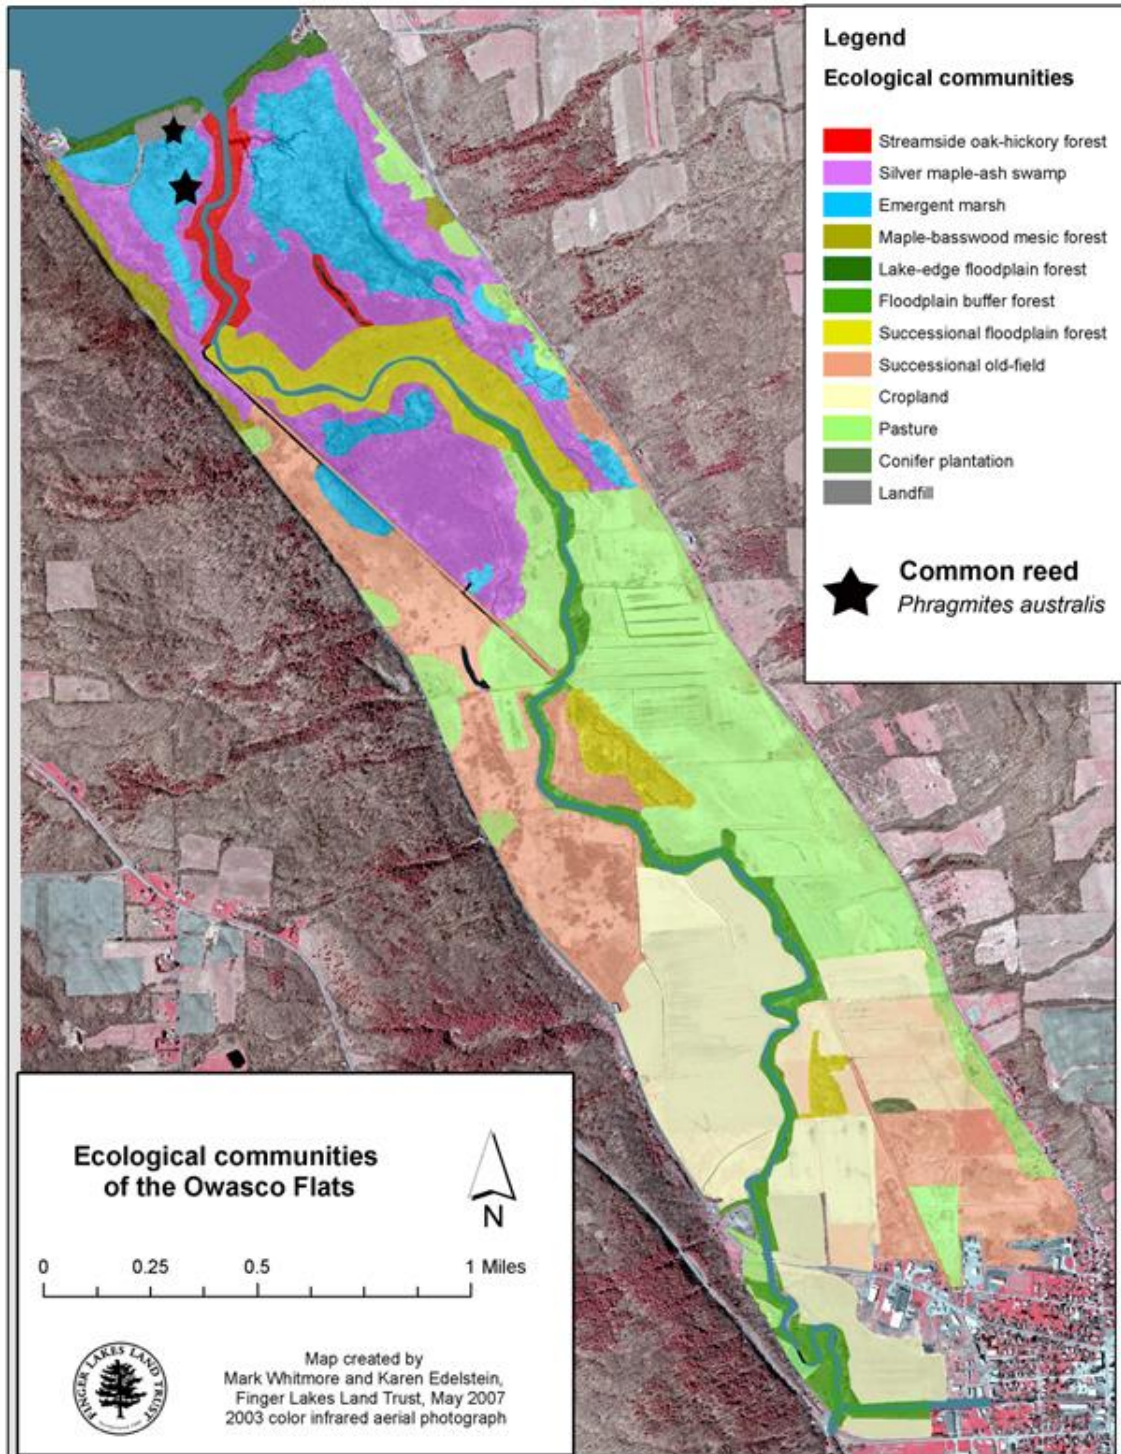 Legend
Ecological communities
Streamside oak-hickory forest
Silver maple-ash swamp
Emergent marsh
Maple-basswood mesic forest
Lake-edge floodplain forest
Floodplain buffer forest
Successional floodplain forest
Successional old-field
Cropland
Pasture
Conifer plantation
Landfill
Common reed
Phragmites australis
Ecological communities
of the Owasco Flats
N
0 0.25 0.5 1 Miles
FINGER LAKES LAND TRUST
Map created by
Mark Whitmore and Karen Edelstein,
Finger Lakes Land Trust, May 2007
2003 color infrared aerial photograph